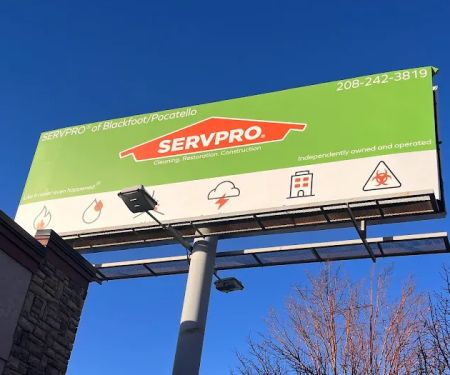 SERVPRO® of Blackfoot/Pocatello
208-242-3819
SERVPRO®
Cleaning. Restoration. Construction.
Independently owned and operated
Like it never even happened.®